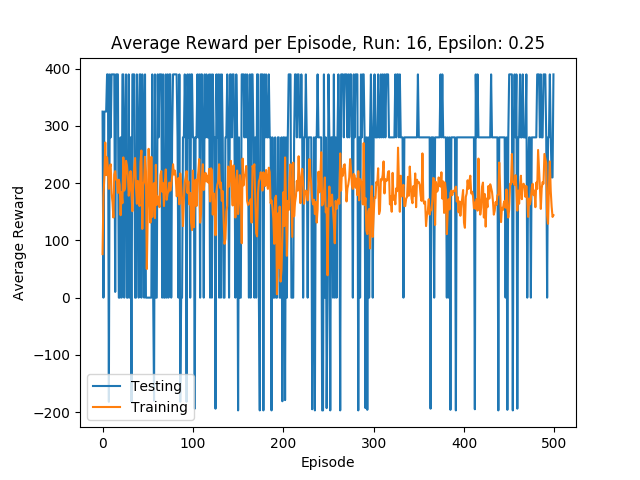 Average Reward per Episode, Run: 16, Epsilon: 0.25
400
300
200
100
0
−100
−200
Average Reward
Testing
Training
0
100
200
300
400
500
Episode